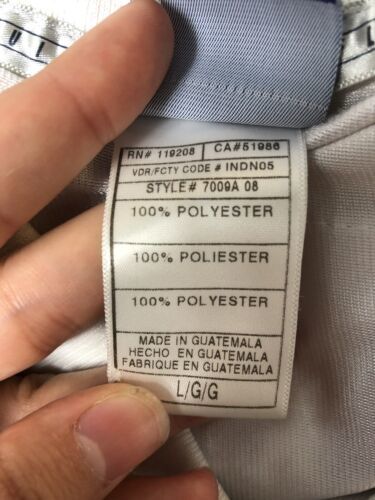 RN# 119208 CA#51986
VDR/FCTY CODE # INDN05
STYLE# 7009A 08
100% POLYESTER
100% POLIESTER
100% POLYESTER
MADE IN GUATEMALA
HECHO EN GUATEMALA
FABRIQUE EN GUATEMALA
L/G/G